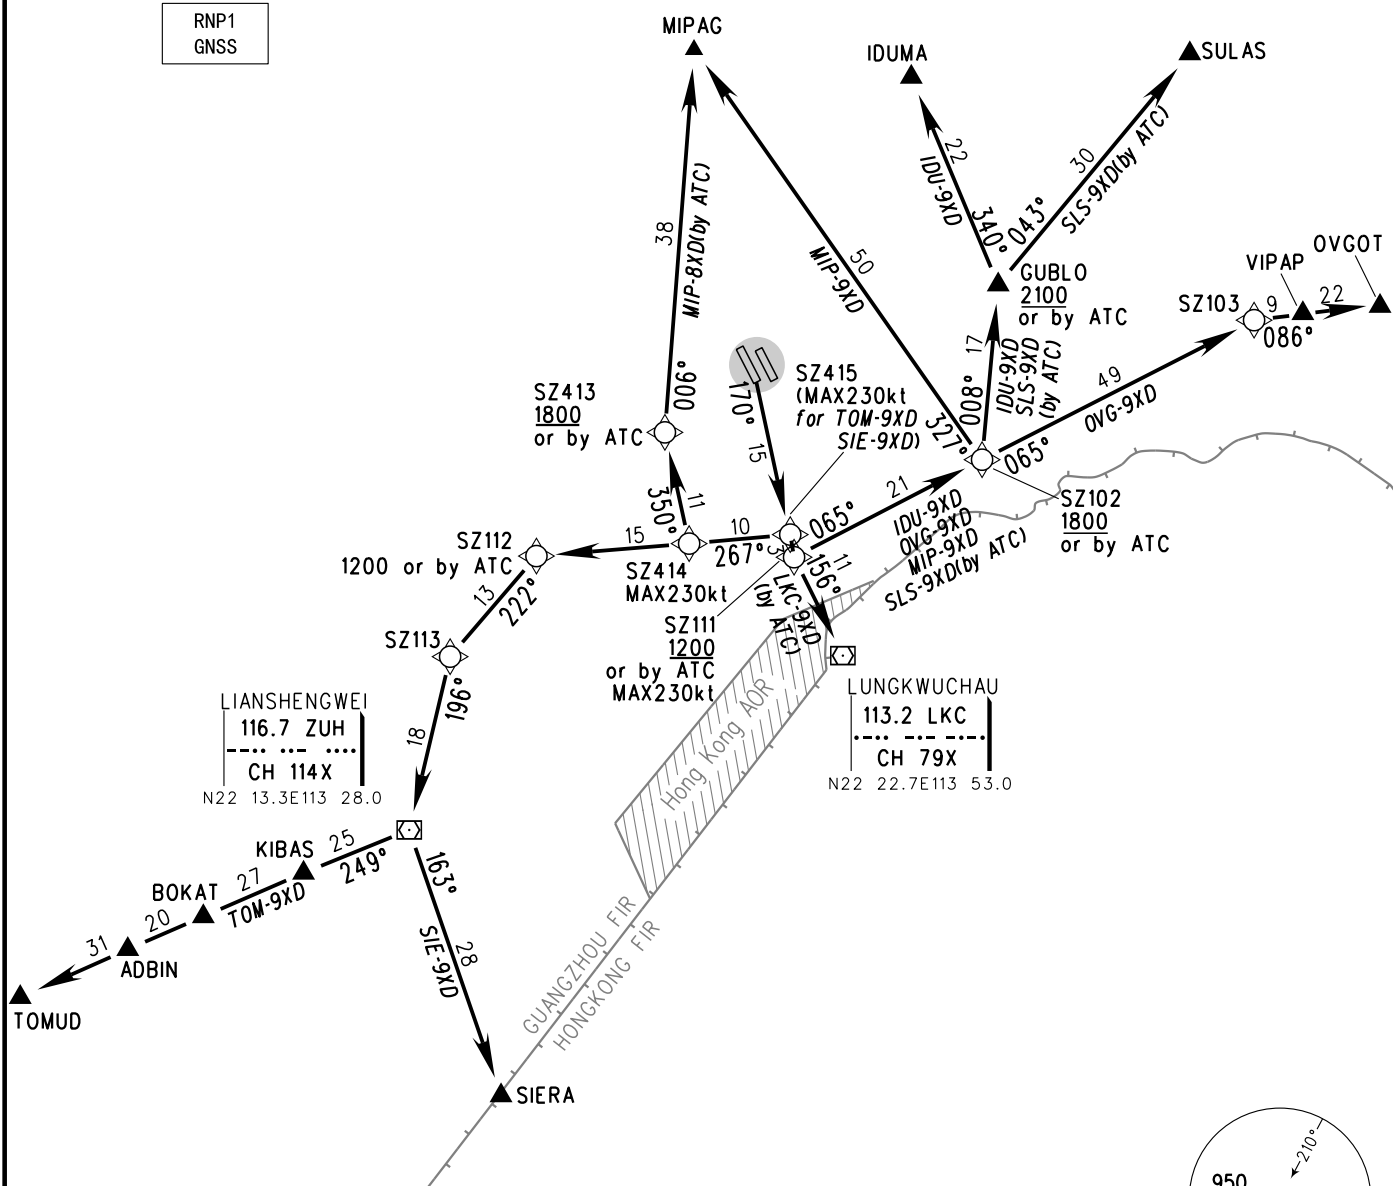 RNP1
GNSS
MIPAG
IDUMA
SULAS
38
MIP-8XD(by ATC)
006°
50
MIP-9XD
327°
22
IDU-9XD
340°
30
SLS-9XD(by ATC)
043°
GUBLO
2100
or by ATC
OVGOT
VIPAP
SZ103
9
22
086°
17
IDU-9XD
SLS-9XD
(by ATC)
008°
49
OVG-9XD
065°
SZ413
1800
or by ATC
170°
15
SZ415
(MAX230kt
for TOM-9XD
SIE-9XD)
SZ102
1800
or by ATC
21
065°
IDU-9XD
OVG-9XD
MIP-9XD
SLS-9XD(by ATC)
350°
11
10
267°
15
SZ112
1200 or by ATC
SZ414
MAX230kt
3
11
156°
LKC-9XD
(by ATC)
SZ111
1200
or by ATC
MAX230kt
13
222°
SZ113
196°
18
LIANSHENGWEI
116.7 ZUH
CH 114X
N22 13.3E113 28.0
LUNGKWUCHAU
113.2 LKC
CH 79X
N22 22.7E113 53.0
Hong Kong AOR
KIBAS
25
249°
BOKAT
27
TOM-9XD
20
ADBIN
31
TOMUD
163°
28
SIE-9XD
SIERA
GUANGZHOU FIR
HONGKONG FIR
210°
950